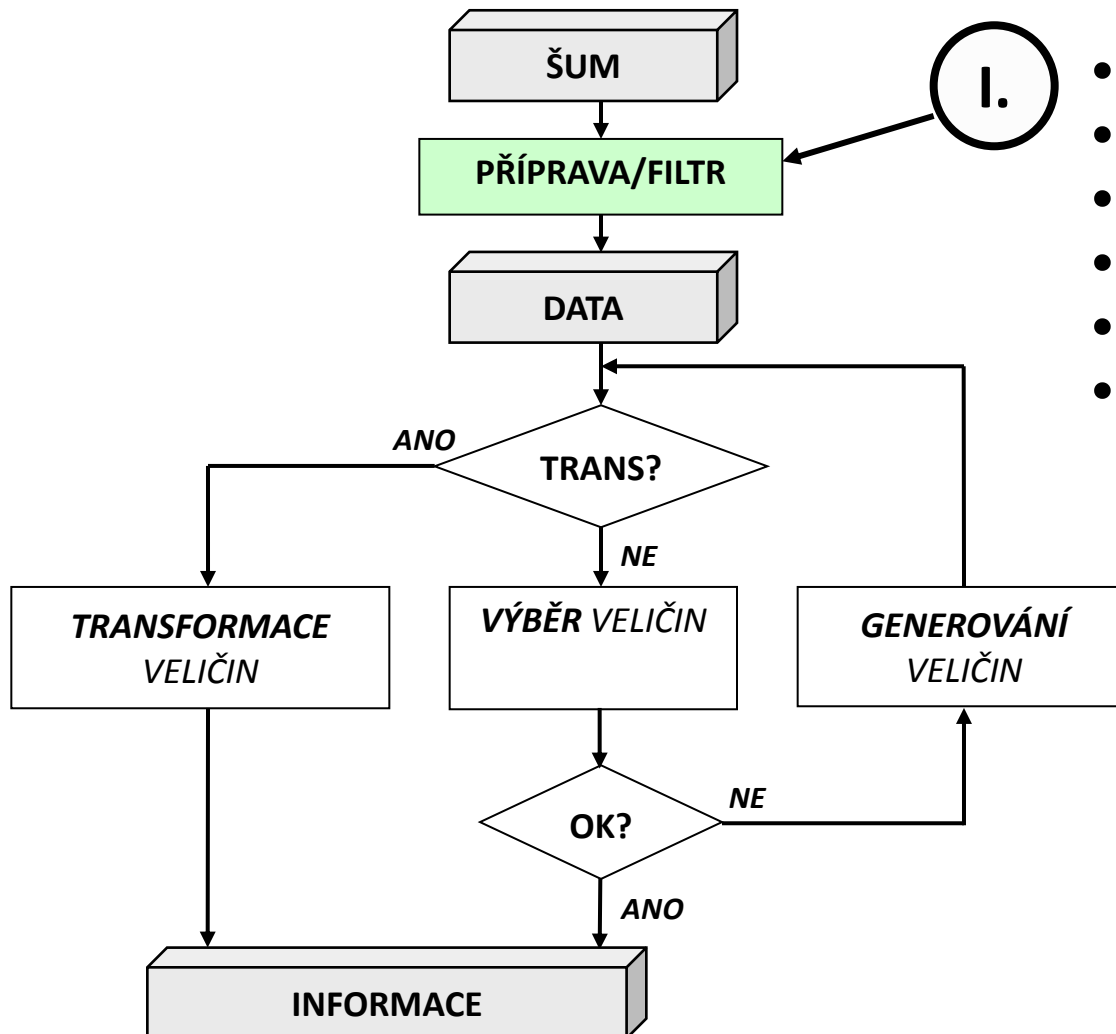 ŠUM
I.
PŘÍPRAVA/FILTR
DATA
ANO
TRANS?
NE
TRANSFORMACE
VELIČIN
VÝBĚR VELIČIN
GENEROVÁNÍ
VELIČIN
OK?
NE
ANO
INFORMACE